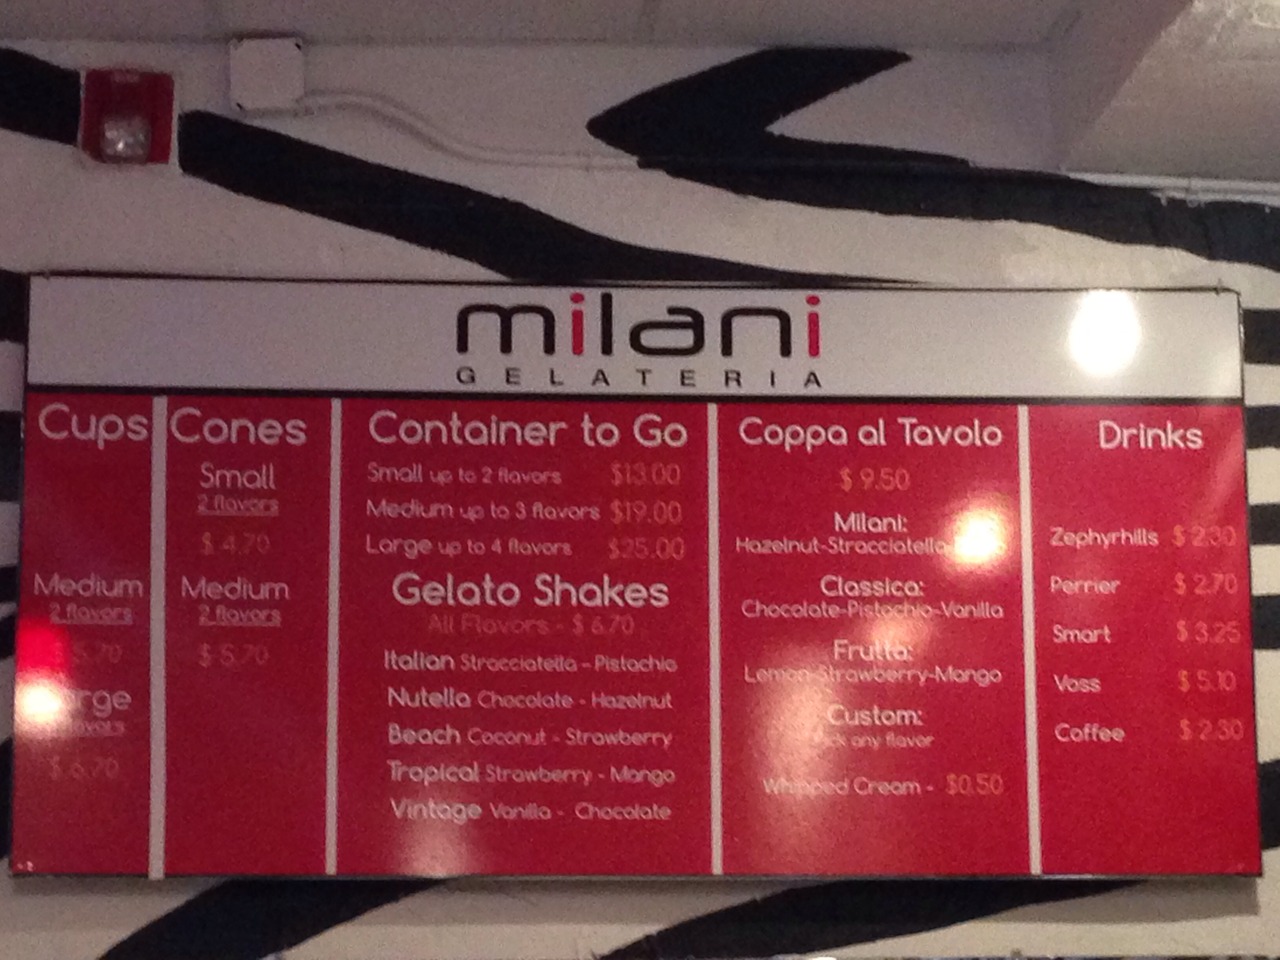 milani
GELATERIA
Cups
Medium
2 flavors
5.70
$ 6.70
Cones
Small
2 flavors
$ 4.70
Medium
2 flavors
$ 5.70
Container to Go
Small up to 2 flavors $13.00
Medium up to 3 flavors $19.00
Large up to 4 flavors $25.00
Gelato Shakes
All Flavors - $ 6.70
Italian Stracciatella - Pistachio
Nutella Chocolate - Hazelnut
Beach Coconut - Strawberry
Tropical Strawberry - Mango
Vintage Vanilla - Chocolate
Coppa al Tavolo
$ 9.50
Milani:
Hazelnut-Stracciatella
Classica:
Chocolate-Pistachio-Vanilla
Frutta:
Lemon-Strawberry-Mango
Custom:
any flavor
Whipped Cream - $0.50
Drinks
Zephyrhills $ 2.30
Perrier $ 2.70
Smart $ 3.25
Voss $ 5.10
Coffee $ 2.30